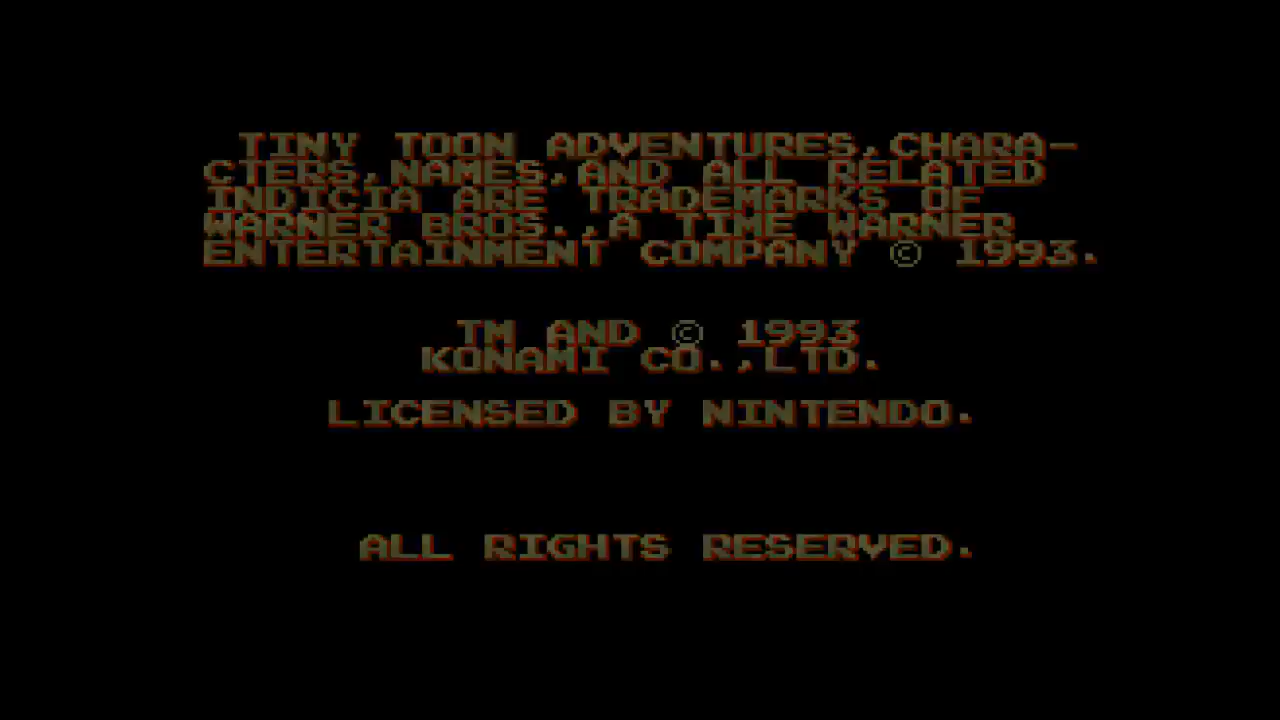 TINY TOON ADVENTURES,CHARA-
CTERS,NAMES,AND ALL RELATED
INDICIA ARE TRADEMARKS OF
WARNER BROS.,A TIME WARNER
ENTERTAINMENT COMPANY © 1993.
TM AND © 1993
KONAMI CO.,LTD.
LICENSED BY NINTENDO.
ALL RIGHTS RESERVED.